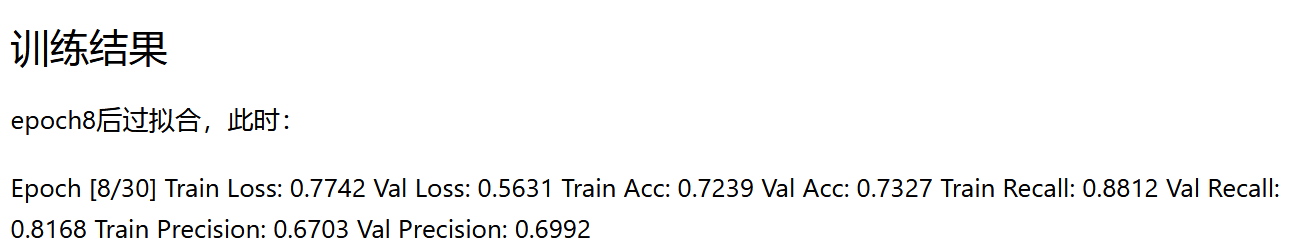 训练结果
epoch8后过拟合，此时：
Epoch [8/30] Train Loss: 0.7742 Val Loss: 0.5631 Train Acc: 0.7239 Val Acc: 0.7327 Train Recall: 0.8812 Val Recall:
0.8168 Train Precision: 0.6703 Val Precision: 0.6992